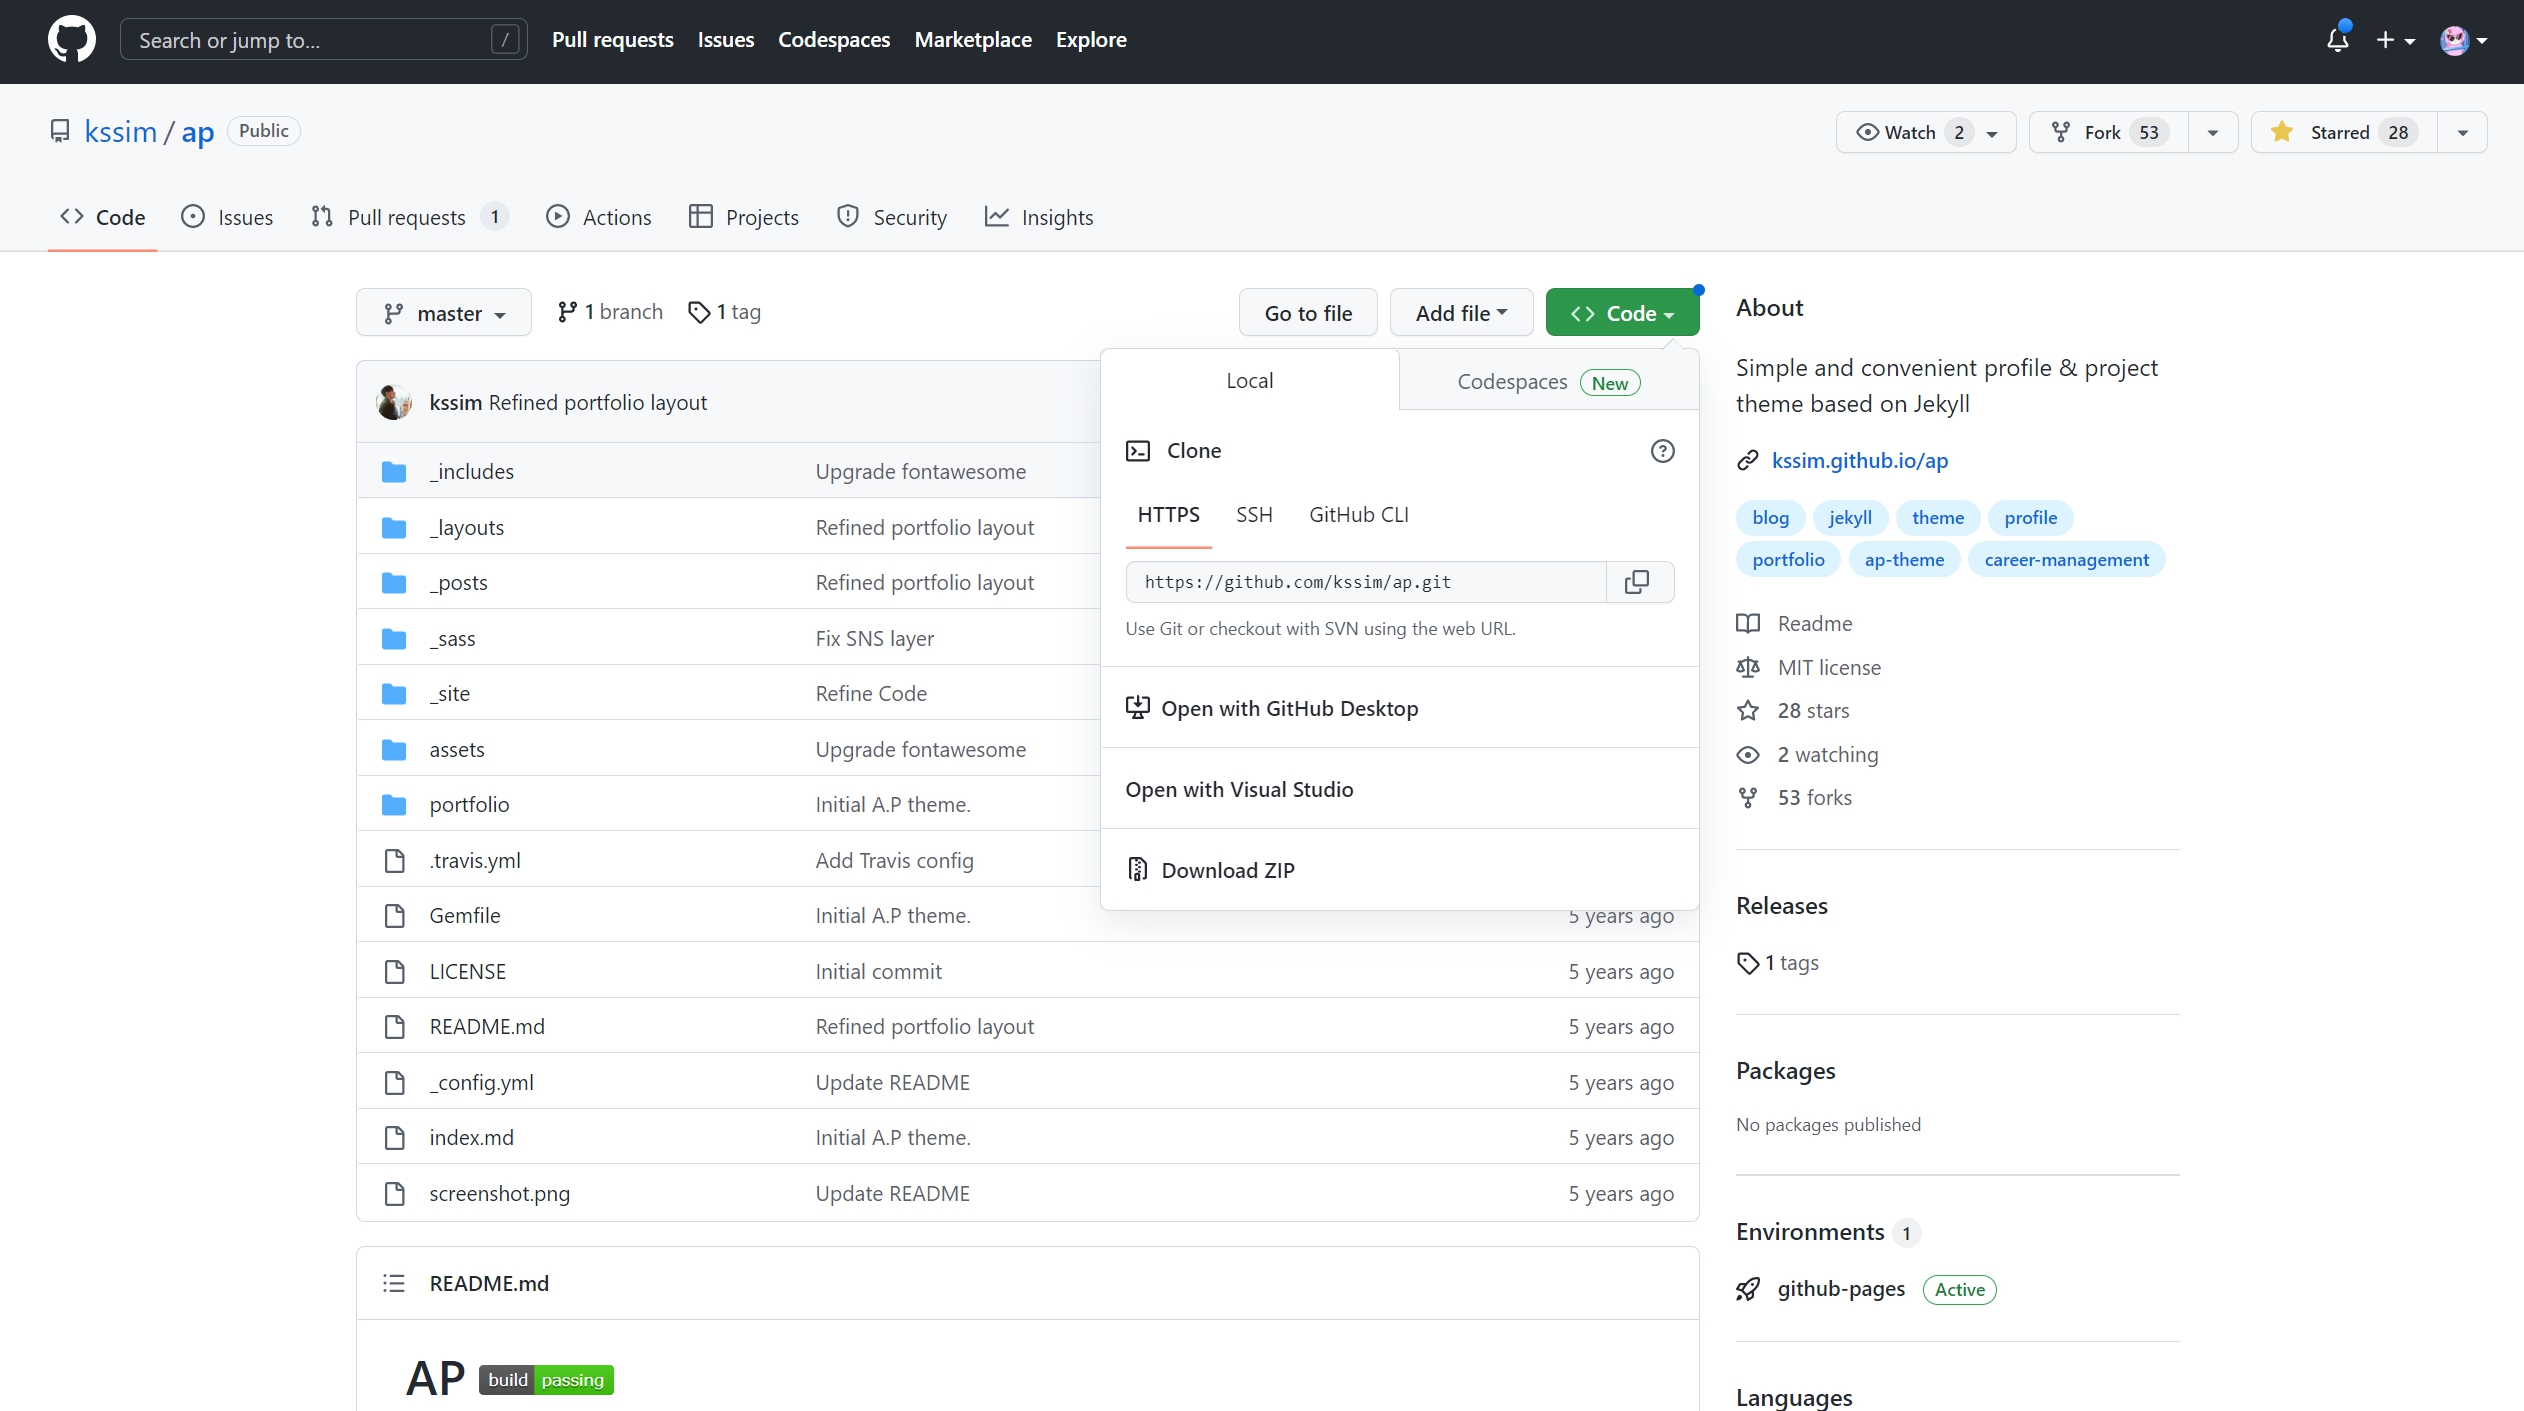 Search or jump to... /
Pull requests Issues Codespaces Marketplace Explore
kssim / ap Public
Watch 2 Fork 53 Starred 28
Code Issues Pull requests 1 Actions Projects Security Insights
master 1 branch 1 tag Go to file Add file Code
kssim Refined portfolio layout
_includes Upgrade fontawesome
_layouts Refined portfolio layout
_posts Refined portfolio layout
_sass Fix SNS layer
_site Refine Code
assets Upgrade fontawesome
portfolio Initial A.P theme.
.travis.yml Add Travis config
Gemfile Initial A.P theme. 5 years ago
LICENSE Initial commit 5 years ago
README.md Refined portfolio layout 5 years ago
_config.yml Update README 5 years ago
index.md Initial A.P theme. 5 years ago
screenshot.png Update README 5 years ago
Local Codespaces New
Clone
HTTPS SSH GitHub CLI
https://github.com/kssim/ap.git
Use Git or checkout with SVN using the web URL.
Open with GitHub Desktop
Open with Visual Studio
Download ZIP
README.md
AP build passing
About
Simple and convenient profile & project
theme based on Jekyll
kssim.github.io/ap
blog jekyll theme profile
portfolio ap-theme career-management
Readme
MIT license
28 stars
2 watching
53 forks
Releases
1 tags
Packages
No packages published
Environments 1
github-pages Active
Languages